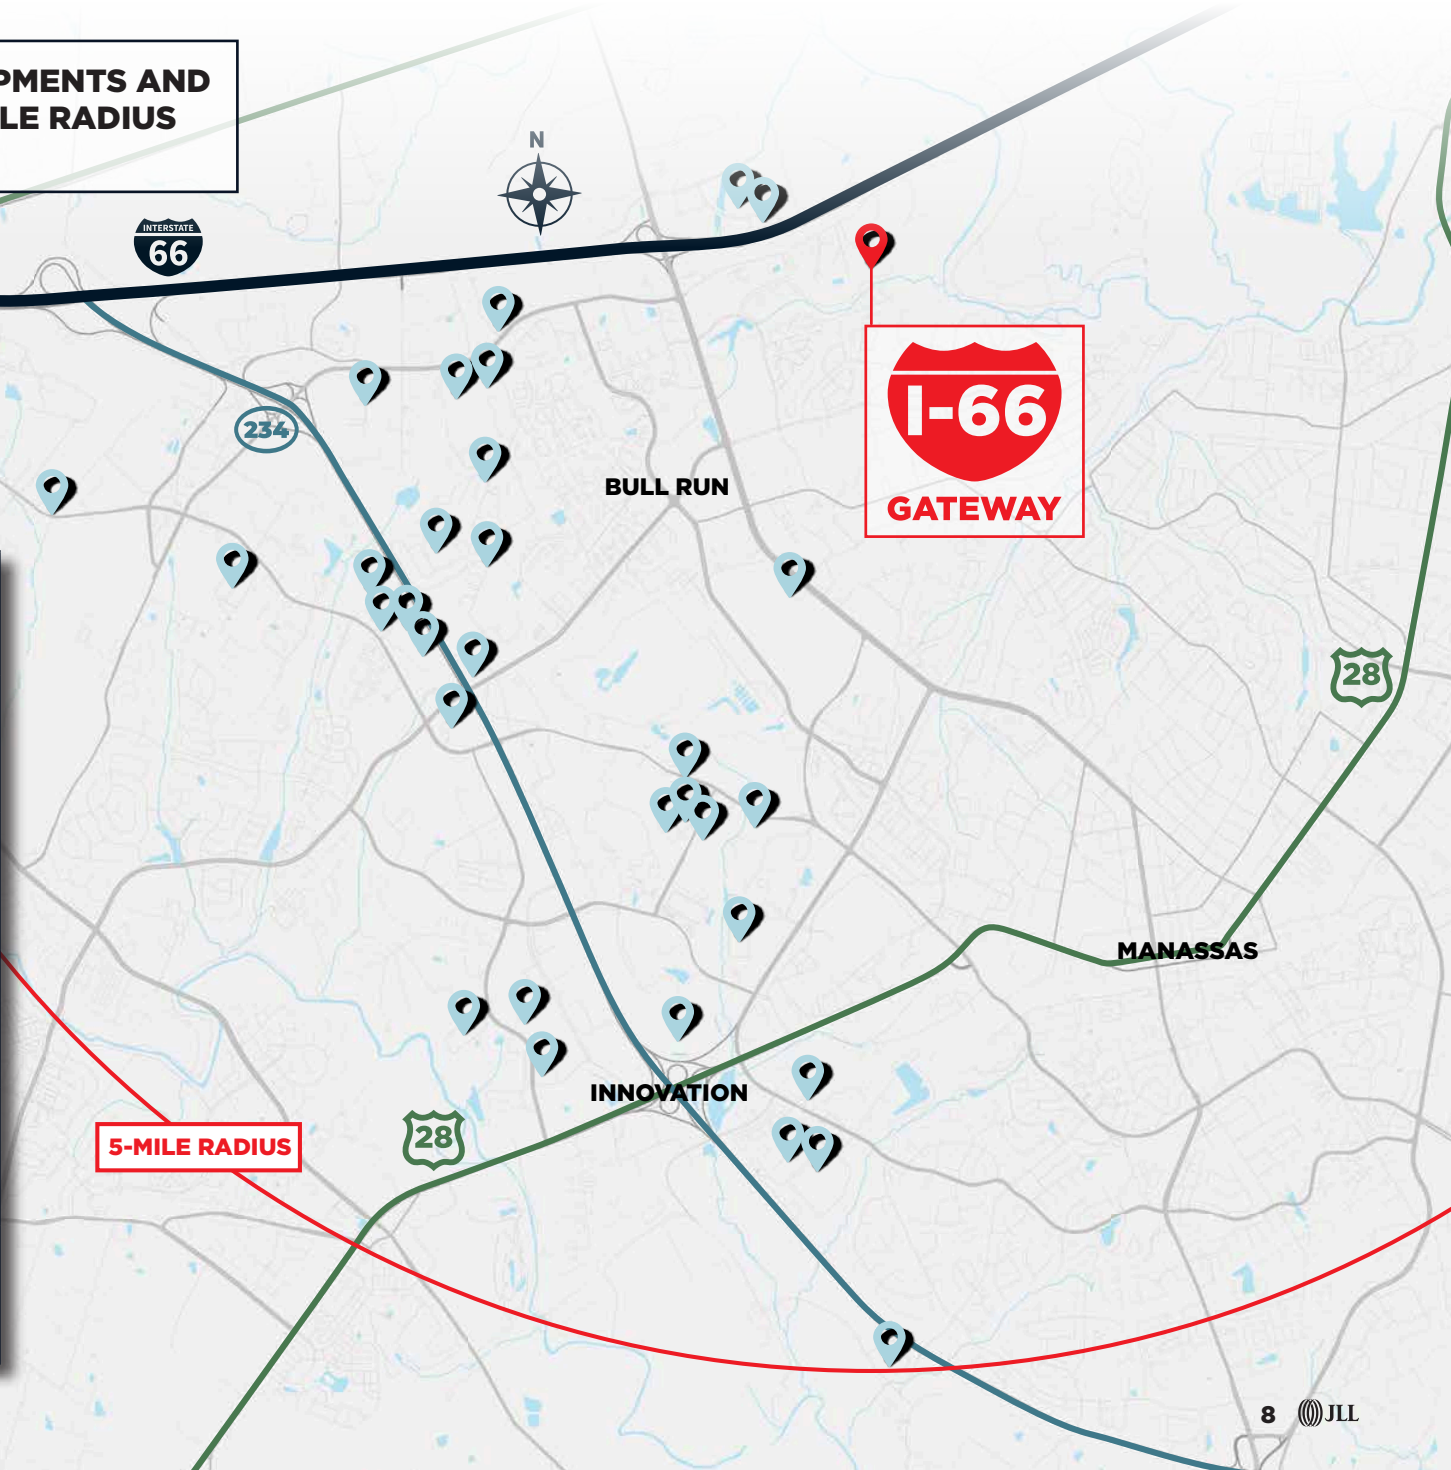 PMENTS AND
LE RADIUS
N
INTERSTATE
66
I-66
GATEWAY
234
BULL RUN
28
MANASSAS
INNOVATION
28
5-MILE RADIUS
8 JLL